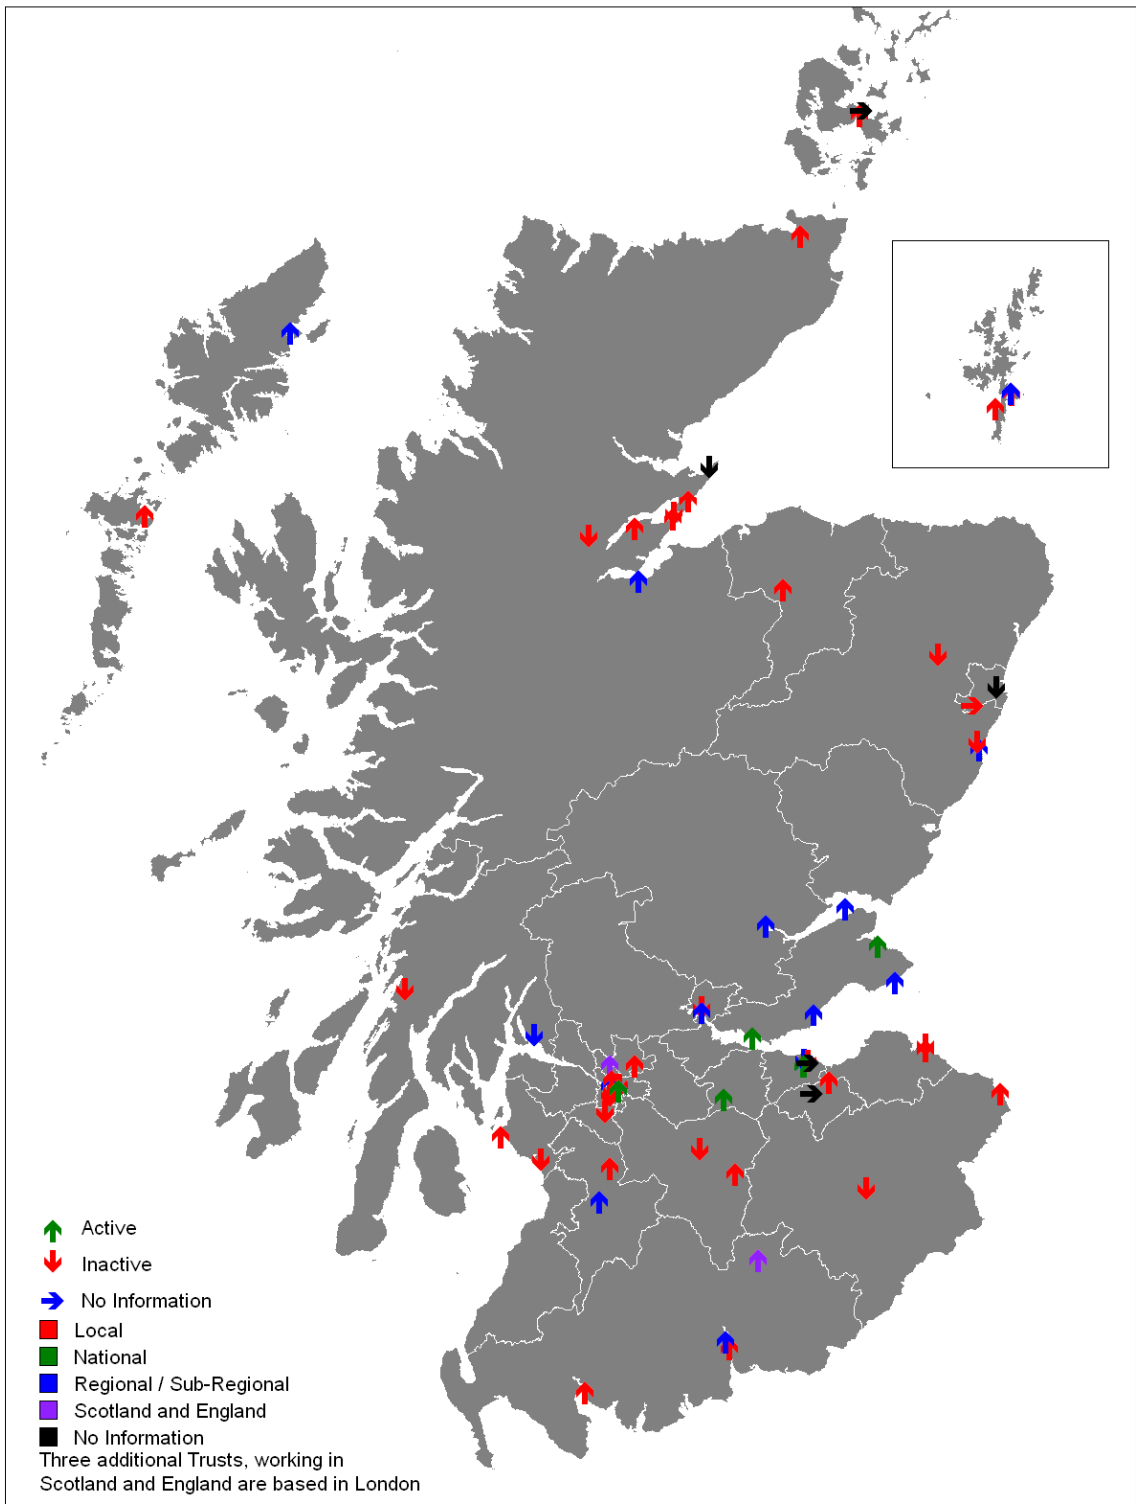 Active
Inactive
No Information
Local
National
Regional / Sub-Regional
Scotland and England
No Information
Three additional Trusts, working in
Scotland and England are based in London